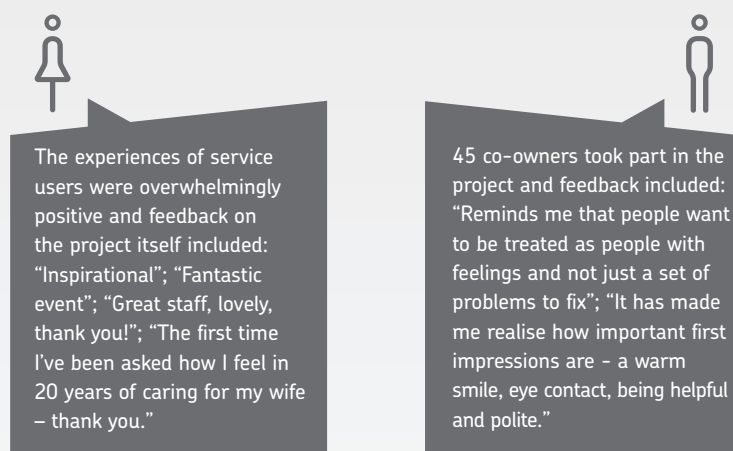 The experiences of service
users were overwhelmingly
positive and feedback on
the project itself included:
“Inspirational”; “Fantastic
event”; “Great staff, lovely,
thank you!”; “The first time
I’ve been asked how I feel in
20 years of caring for my wife
– thank you.”
45 co-owners took part in the
project and feedback included:
“Reminds me that people want
to be treated as people with
feelings and not just a set of
problems to fix”; “It has made
me realise how important first
impressions are - a warm
smile, eye contact, being helpful
and polite.”